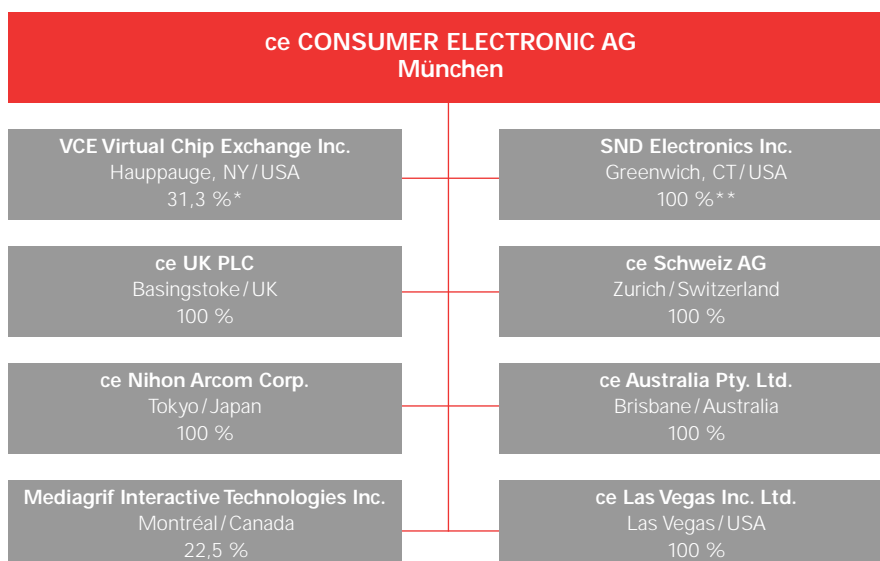 ce CONSUMER ELECTRONIC AG
München
VCE Virtual Chip Exchange Inc.
Hauppauge, NY/USA
31,3 %*
SND Electronics Inc.
Greenwich, CT/USA
100 %**
ce UK PLC
Basingstoke/UK
100 %
ce Schweiz AG
Zurich/Switzerland
100 %
ce Nihon Arcom Corp.
Tokyo/Japan
100 %
ce Australia Pty. Ltd.
Brisbane/Australia
100 %
Mediagrif Interactive Technologies Inc.
Montréal/Canada
22,5 %
ce Las Vegas Inc. Ltd.
Las Vegas/USA
100 %